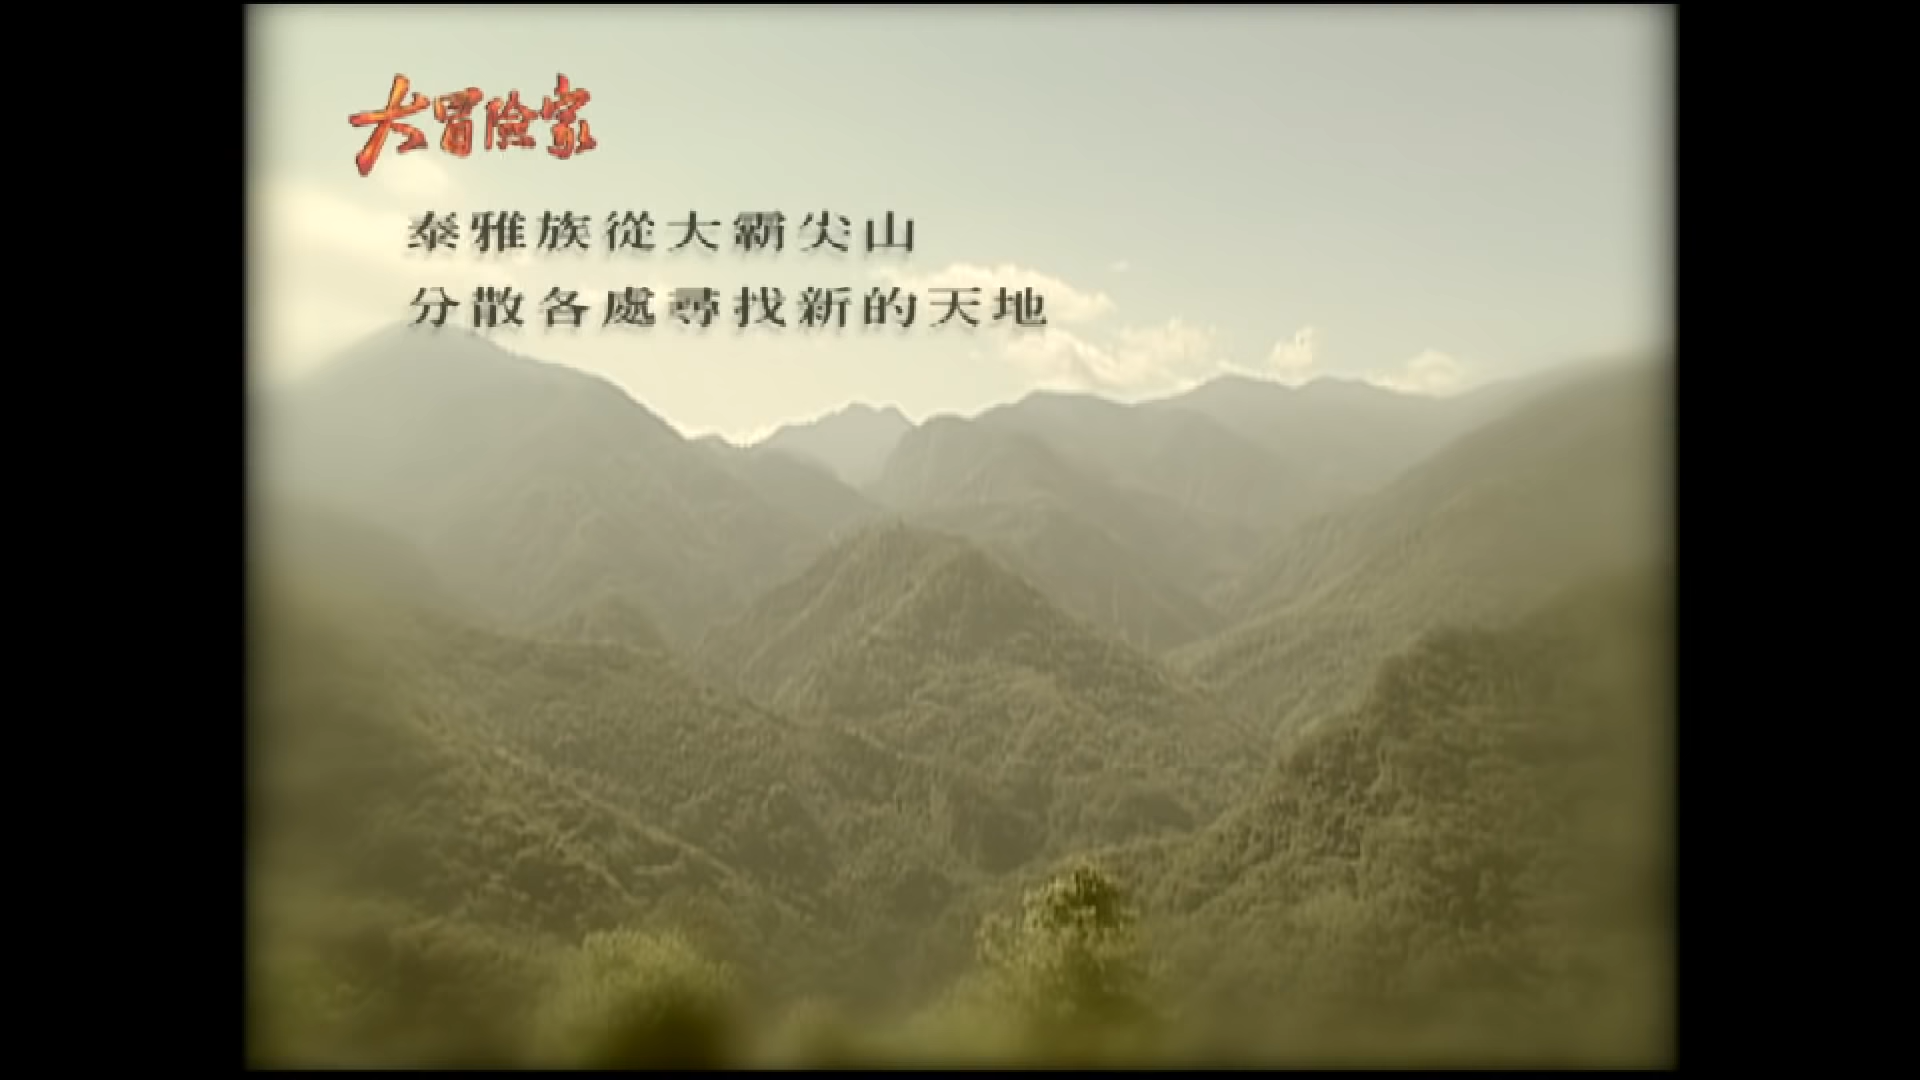 大冒險家
泰雅族從大霸尖山
分散各處尋找新的天地